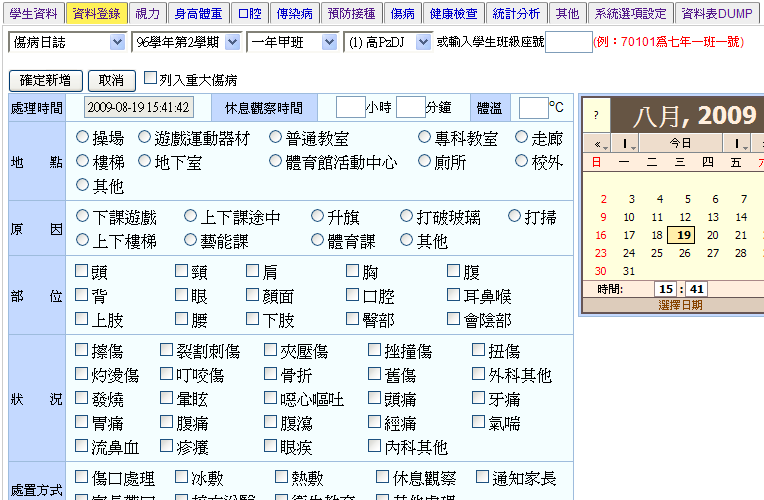 學生資料 資料登錄 視力 身高體重 口腔 傳染病 預防接種 傷病 健康檢查 統計分析 其他 系統選項設定 資料表DUMP
傷病日誌 96學年第2學期 一年甲班 (1) 高PzDJ 或輸入學生班級座號 (例：70101為七年一班一號)
確定新增 取消 列入重大傷病
處理時間 2009-08-19 15:41:42 休息觀察時間 小時 分鐘 體溫 °C
地 點
操場 遊戲運動器材 普通教室 專科教室 走廊
樓梯 地下室 體育館活動中心 廁所 校外
其他
原 因
下課遊戲 上下課途中 升旗 打破玻璃 打掃
上下樓梯 藝能課 體育課 其他
部 位
頭 頸 肩 胸 腹
背 眼 顏面 口腔 耳鼻喉
上肢 腰 下肢 臀部 會陰部
狀 況
擦傷 裂割刺傷 夾壓傷 挫撞傷 扭傷
灼燙傷 叮咬傷 骨折 舊傷 外科其他
發燒 暈眩 噁心嘔吐 頭痛 牙痛
胃痛 腹痛 腹瀉 經痛 氣喘
流鼻血 疹癢 眼疾 內科其他
處置方式
傷口處理 冰敷 熱敷 休息觀察 通知家長
? 八月, 2009
« ‹ 今日 ›
日 一 二 三 四 五
2 3 4 5 6 7
9 10 11 12 13 14
16 17 18 19 20 21
23 24 25 26 27 28
30 31
時間: 15 : 41
選擇日期